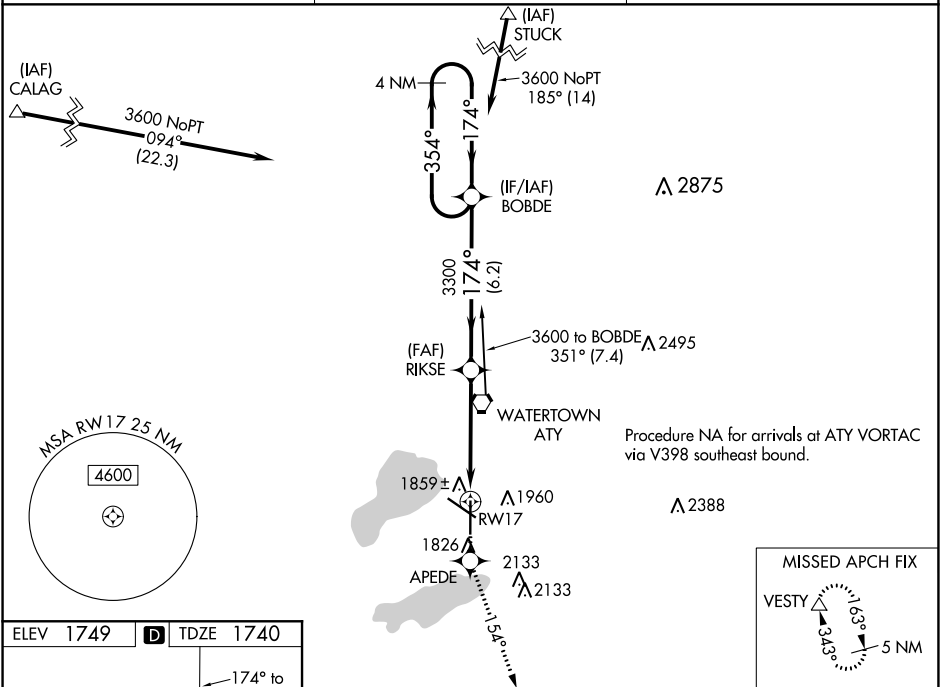 (IAF)
STUCK
(IAF)
CALAG
4 NM
3600 NoPT
185° (14)
3600 NoPT
094°
(22.3)
354°
174°
(IF/IAF)
BOBDE
2875
3300
174°
(6.2)
3600 to BOBDE
351° (7.4)
2495
(FAF)
RIKSE
WATERTOWN
ATY
Procedure NA for arrivals at ATY VORTAC
via V398 southeast bound.
MSA RW17 25 NM
4600
1859±
1960
RW17
2388
1826
APEDE
2133
2133
154°
MISSED APCH FIX
VESTY
163°
343°
5 NM
ELEV 1749 D TDZE 1740
174° to